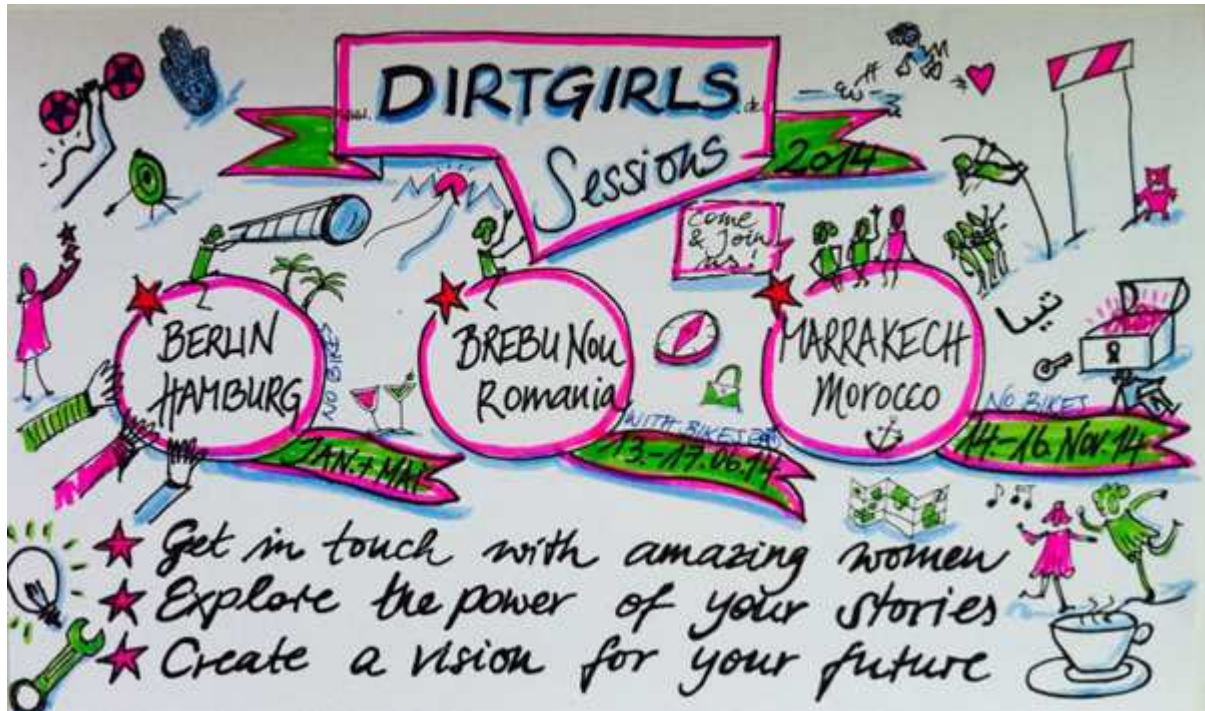 www.
DIRTGIRLS
.de
Sessions
2014
Come
& Join
us!
BERLIN
HAMBURG
NO BIKES
JAN. + MAI
BREBU NOU
Romania
WITH BIKES
13.-17.06.14
MARRAKECH
Morocco
NO BIKES
14.-16. Nov. 14
Get in touch with amazing women
Explore the power of your stories
Create a vision for your future